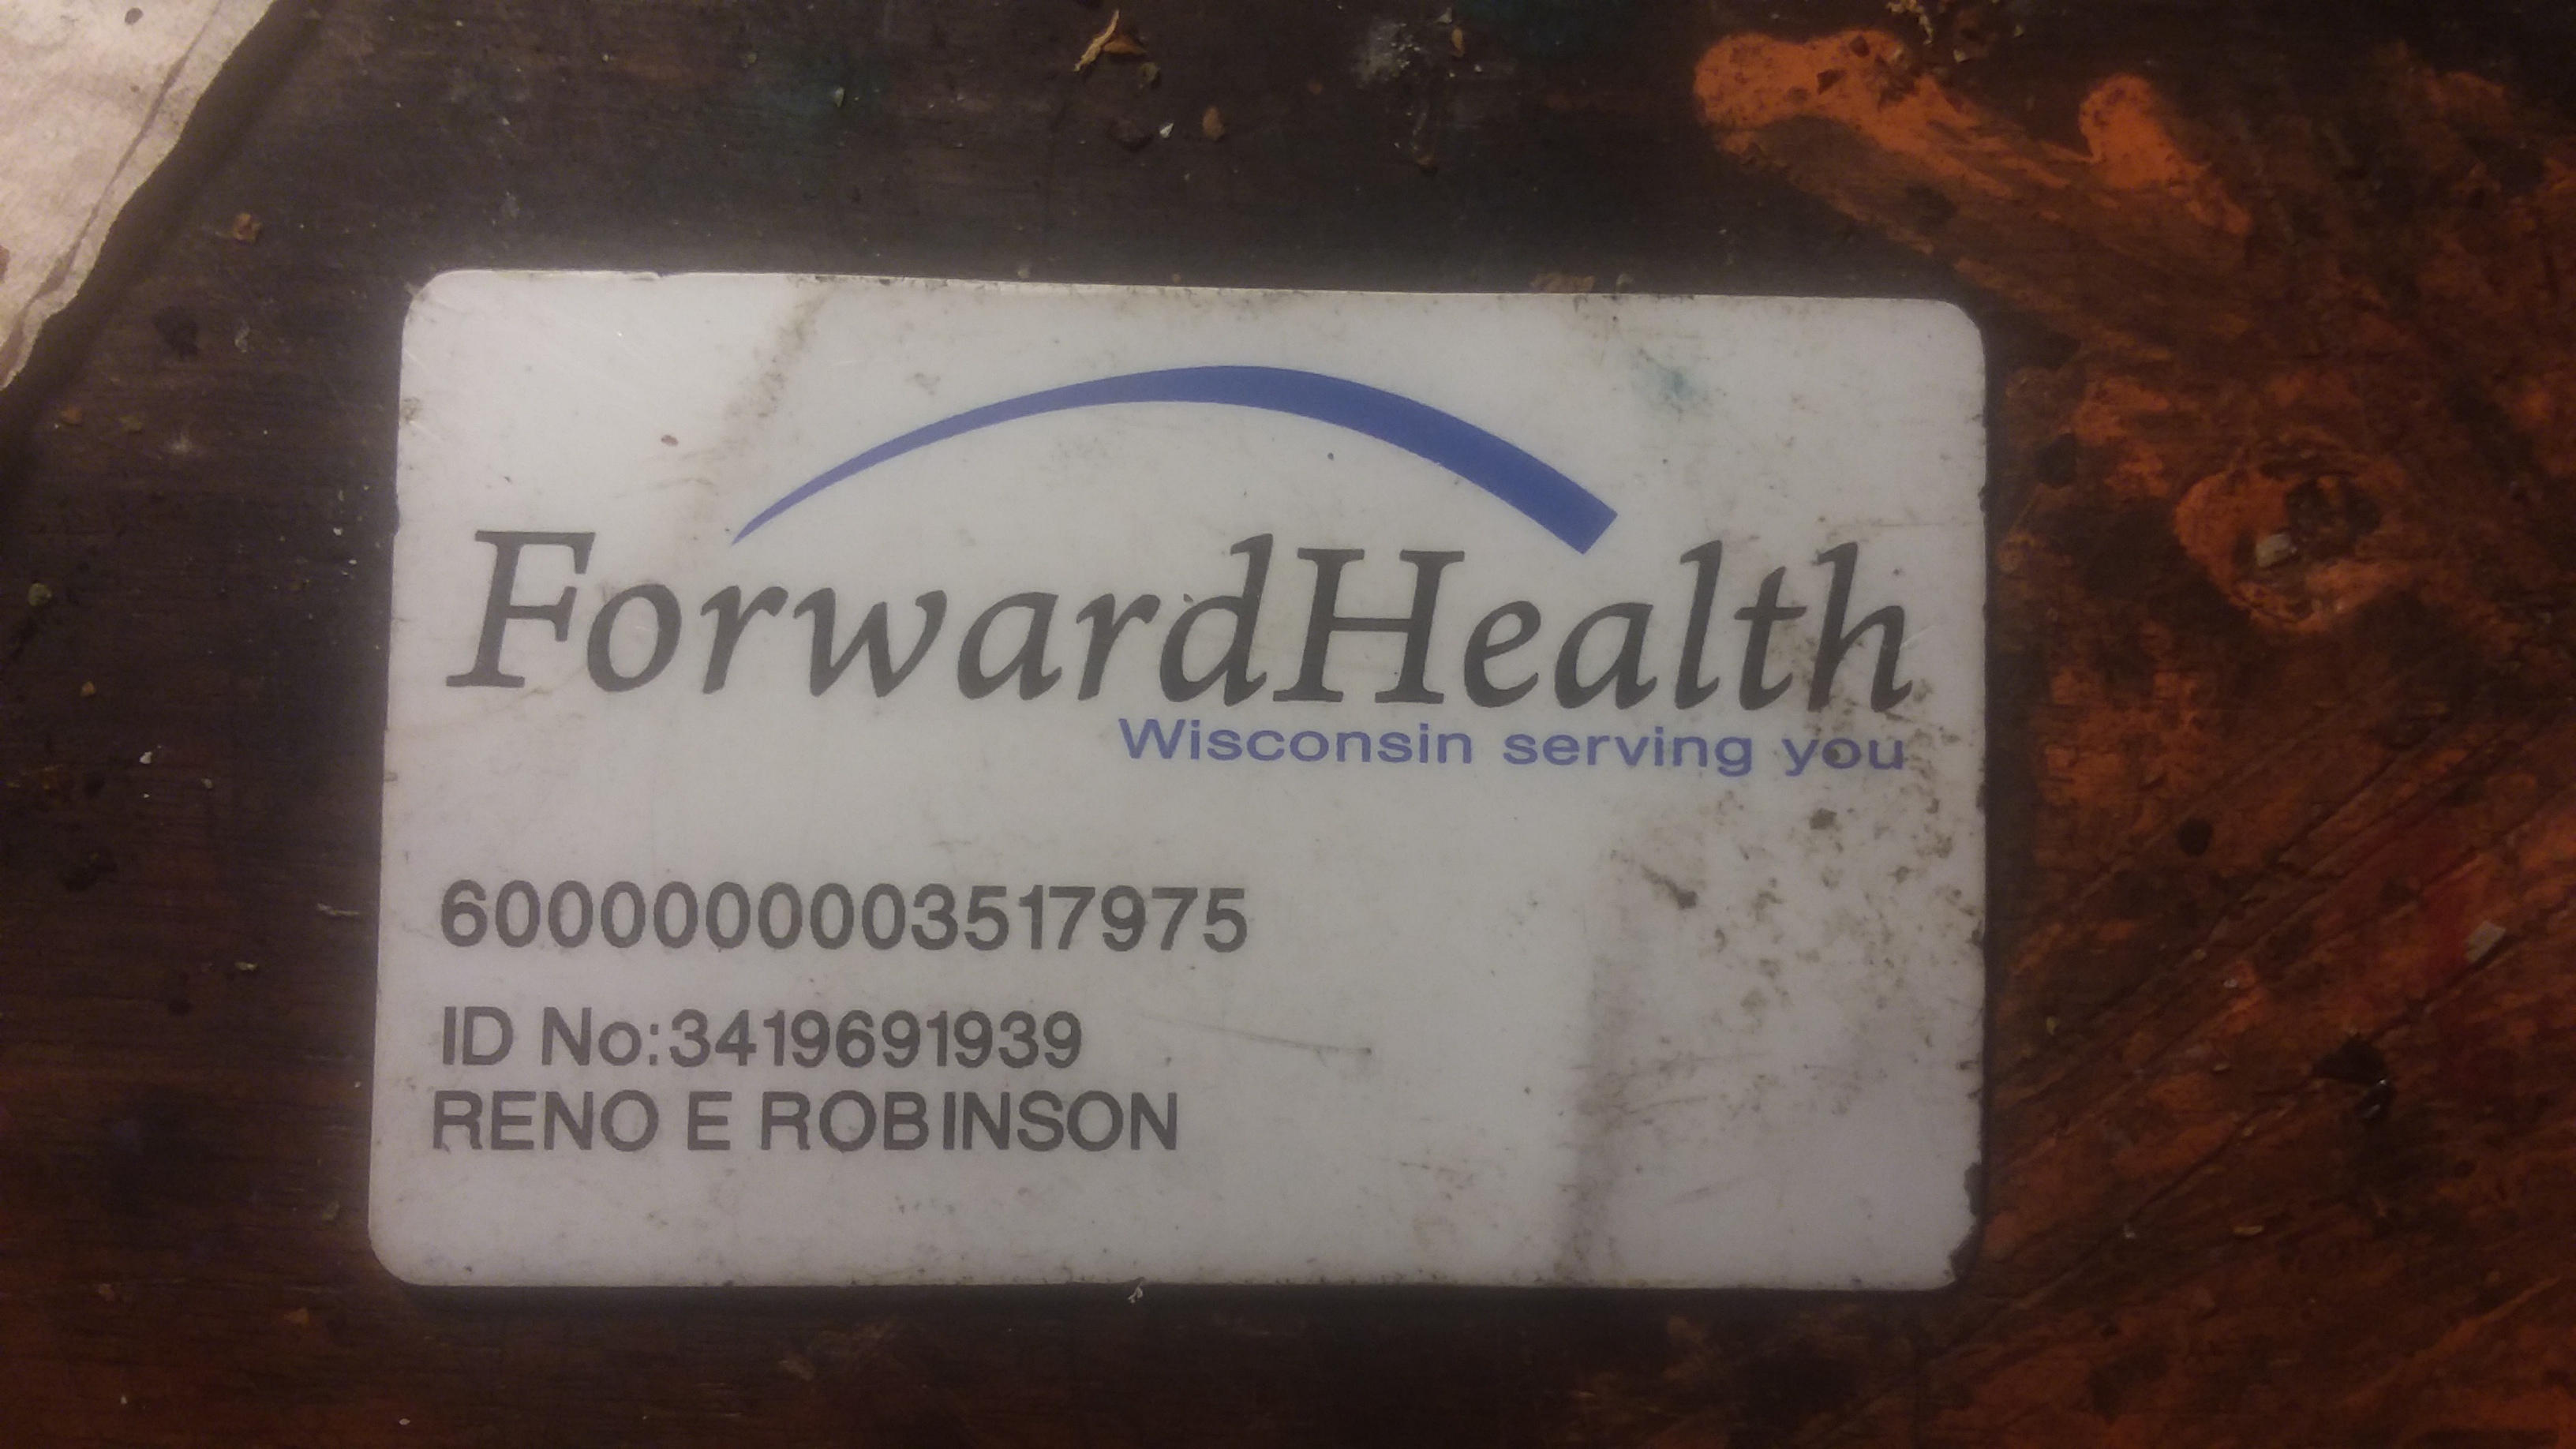 ForwardHealth
Wisconsin serving you
6000000003517975
ID No:3419691939
RENO E ROBINSON